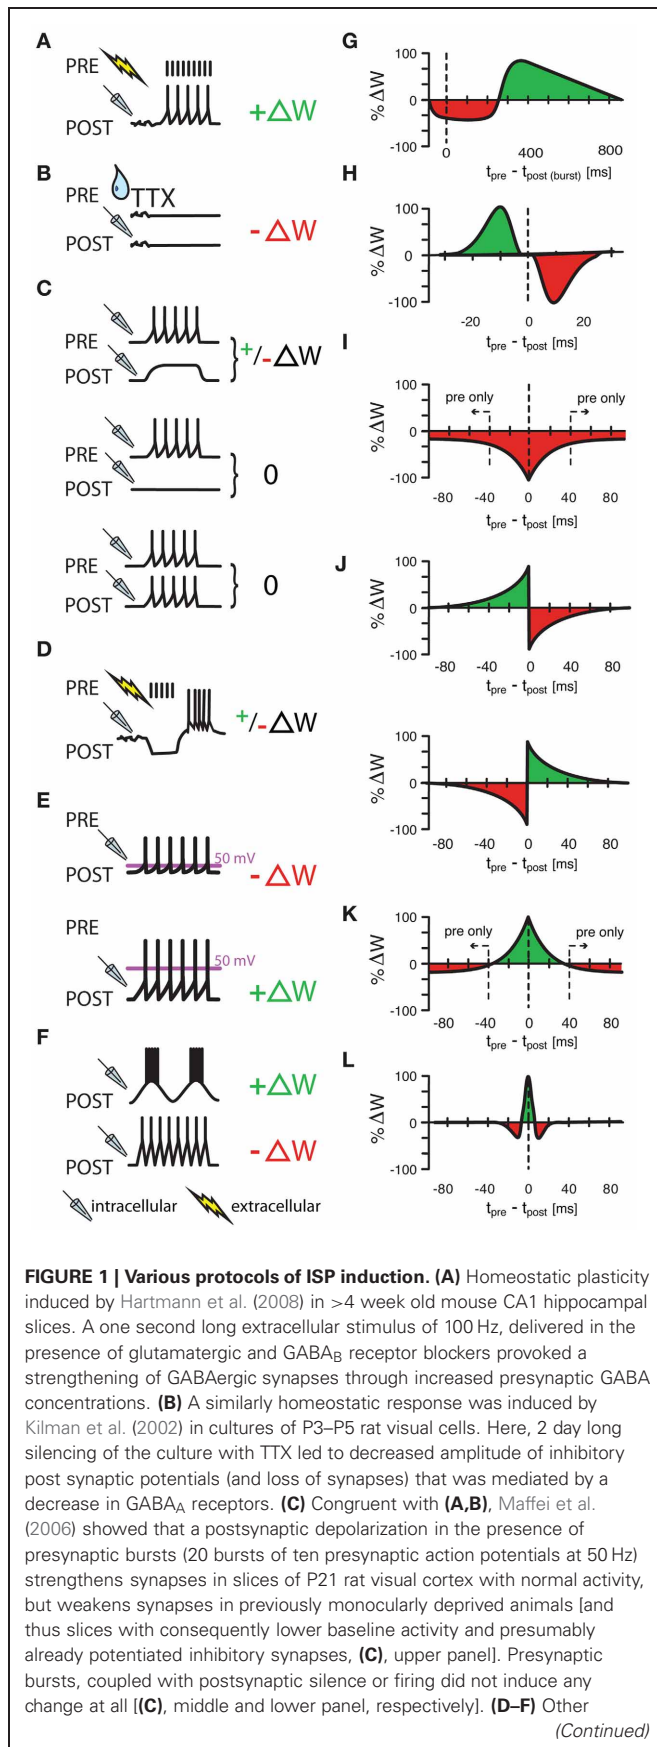 A
PRE
POST
+ΔW
B
PRE
TTX
POST
- ΔW
C
PRE
POST
+/- ΔW
PRE
POST
0
PRE
POST
0
D
PRE
POST
+/- ΔW
E
PRE
POST
50 mV
- ΔW
PRE
50 mV
POST
+ΔW
F
POST
+ΔW
POST
- ΔW
intracellular
extracellular
G
% ΔW
100
0
-100
0 400 800
tpre - tpost (burst) [ms]
H
% ΔW
100
0
-100
-20 0 20
tpre - tpost [ms]
I
% ΔW
100
0
-100
pre only
pre only
-80 -40 0 40 80
tpre - tpost [ms]
J
% ΔW
100
0
-100
-80 -40 0 40 80
tpre - tpost [ms]
% ΔW
100
0
-100
-80 -40 0 40 80
tpre - tpost [ms]
K
% ΔW
100
0
-100
pre only
pre only
-80 -40 0 40 80
tpre - tpost [ms]
L
% ΔW
100
0
-100
-80 -40 0 40 80
tpre - tpost [ms]
FIGURE 1 | Various protocols of ISP induction. (A) Homeostatic plasticity
induced by Hartmann et al. (2008) in >4 week old mouse CA1 hippocampal
slices. A one second long extracellular stimulus of 100 Hz, delivered in the
presence of glutamatergic and GABAB receptor blockers provoked a
strengthening of GABAergic synapses through increased presynaptic GABA
concentrations. (B) A similarly homeostatic response was induced by
Kilman et al. (2002) in cultures of P3–P5 rat visual cells. Here, 2 day long
silencing of the culture with TTX led to decreased amplitude of inhibitory
post synaptic potentials (and loss of synapses) that was mediated by a
decrease in GABAA receptors. (C) Congruent with (A,B), Maffei et al.
(2006) showed that a postsynaptic depolarization in the presence of
presynaptic bursts (20 bursts of ten presynaptic action potentials at 50 Hz)
strengthens synapses in slices of P21 rat visual cortex with normal activity,
but weakens synapses in previously monocularly deprived animals [and
thus slices with consequently lower baseline activity and presumably
already potentiated inhibitory synapses, (C), upper panel]. Presynaptic
bursts, coupled with postsynaptic silence or firing did not induce any
change at all [(C), middle and lower panel, respectively]. (D–F) Other
(Continued)